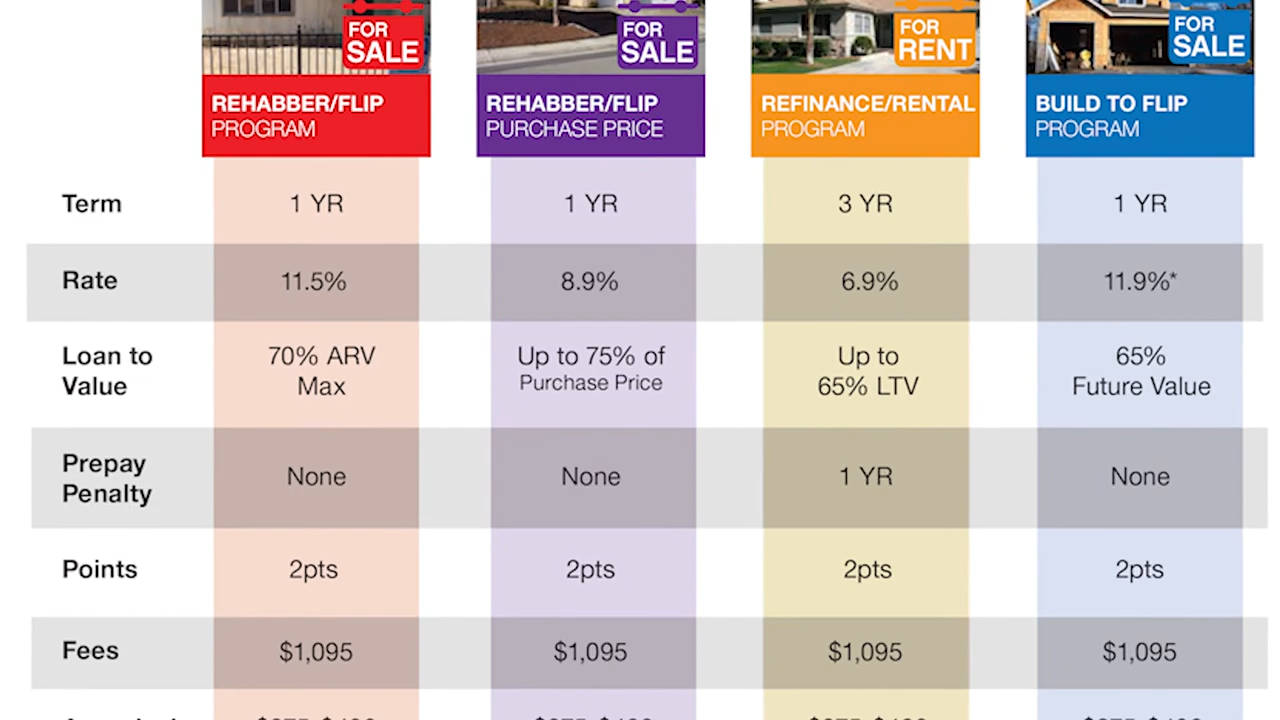 FOR
SALE
FOR
SALE
FOR
RENT
FOR
SALE
REHABBER/FLIP
PROGRAM
REHABBER/FLIP
PURCHASE PRICE
REFINANCE/RENTAL
PROGRAM
BUILD TO FLIP
PROGRAM
Term 1 YR 1 YR 3 YR 1 YR
Rate 11.5% 8.9% 6.9% 11.9%*
Loan to
Value
70% ARV
Max
Up to 75% of
Purchase Price
Up to
65% LTV
65%
Future Value
Prepay
Penalty
None None 1 YR None
Points 2pts 2pts 2pts 2pts
Fees $1,095 $1,095 $1,095 $1,095